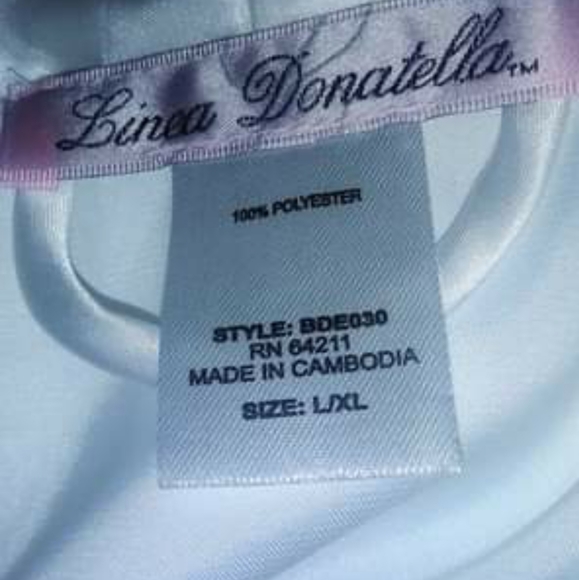 Linea Donatella™
100% POLYESTER
STYLE: BDE030
RN 64211
MADE IN CAMBODIA
SIZE: L/XL